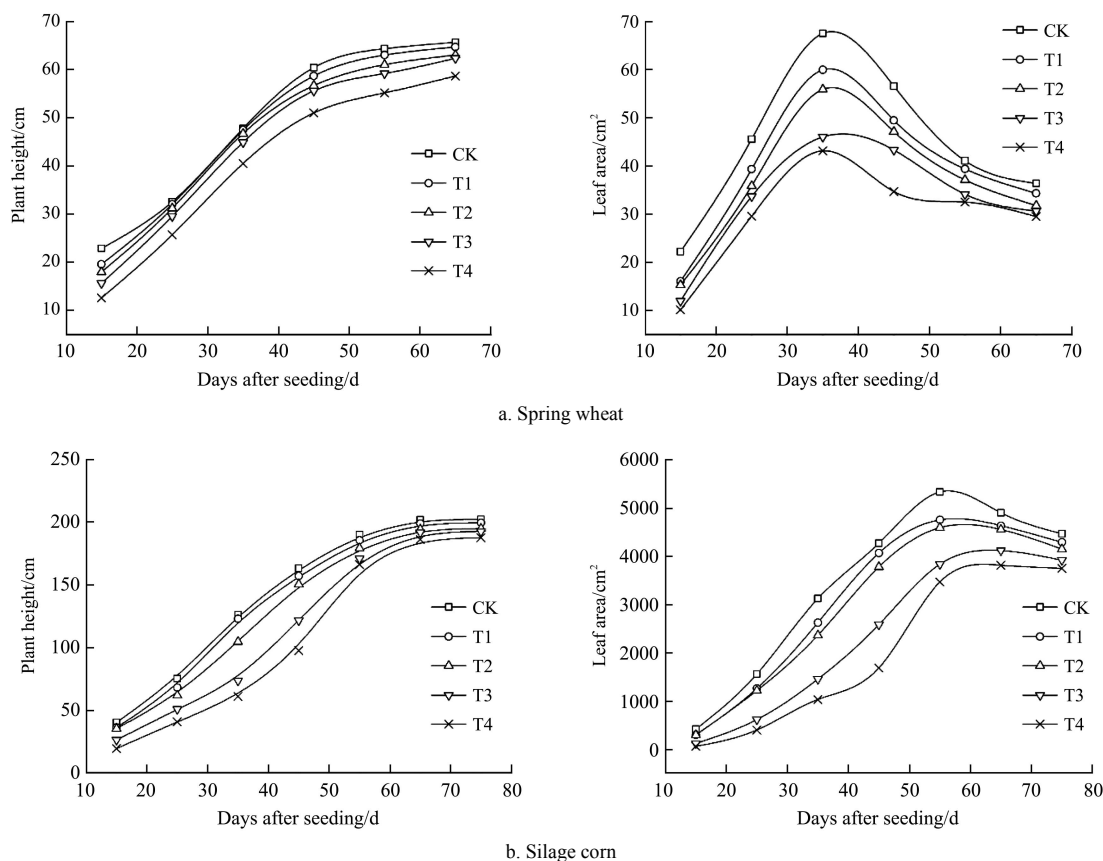 70
60
50
40
30
20
10
Plant height/cm
CK
T1
T2
T3
T4
10 20 30 40 50 60 70
Days after seeding/d
70
60
50
40
30
20
10
Leaf area/cm²
CK
T1
T2
T3
T4
10 20 30 40 50 60 70
Days after seeding/d
a. Spring wheat
250
200
150
100
50
0
Plant height/cm
CK
T1
T2
T3
T4
10 20 30 40 50 60 70 80
Days after seeding/d
6000
5000
4000
3000
2000
1000
0
Leaf area/cm²
CK
T1
T2
T3
T4
10 20 30 40 50 60 70 80
Days after seeding/d
b. Silage corn